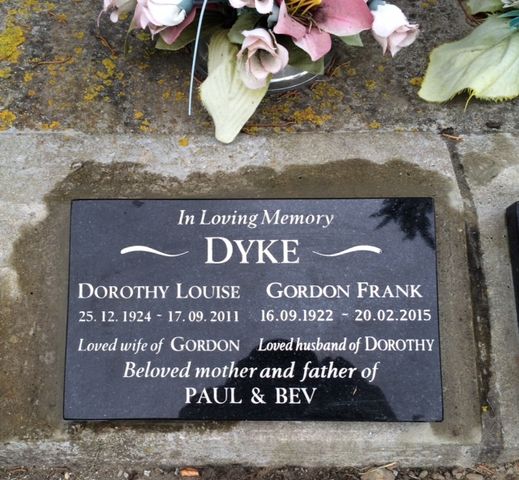 In Loving Memory
DYKE
DOROTHY LOUISE GORDON FRANK
25.12.1924 ~ 17.09.2011 16.09.1922 ~ 20.02.2015
Loved wife of GORDON Loved husband of DOROTHY
Beloved mother and father of
PAUL & BEV